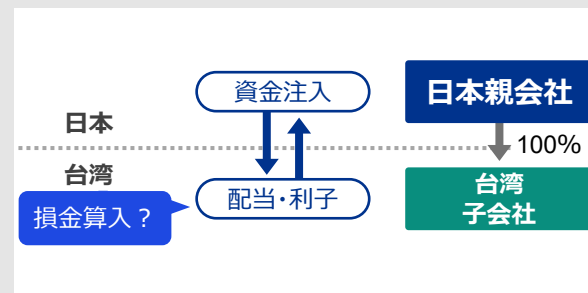 資金注入
日本親会社
日本
100%
台湾
配当・利子
台湾
子会社
損金算入？